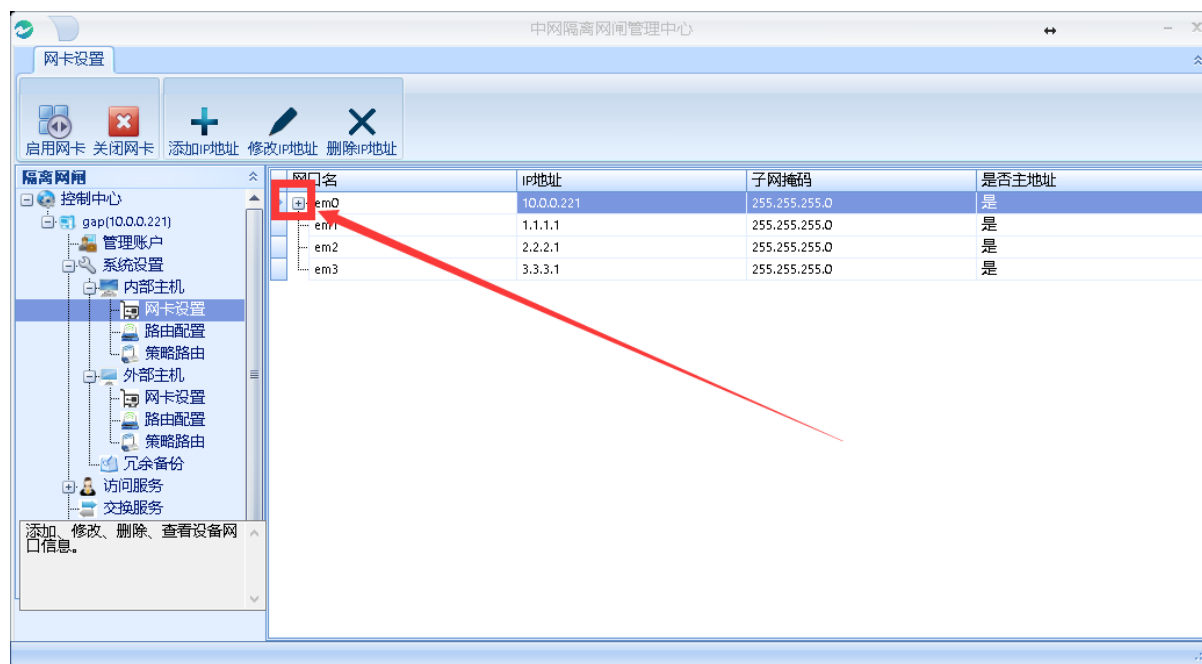 中网隔离网闸管理中心
网卡设置
启用网卡 关闭网卡 添加IP地址 修改IP地址 删除IP地址
隔离网闸
控制中心
gap(10.0.0.221)
管理账户
系统设置
内部主机
网卡设置
路由配置
策略路由
外部主机
网卡设置
路由配置
策略路由
冗余备份
访问服务
交换服务
添加、修改、删除、查看设备网
口信息。
网口名 IP地址 子网掩码 是否主地址
em0 10.0.0.221 255.255.255.0 是
em1 1.1.1.1 255.255.255.0 是
em2 2.2.2.1 255.255.255.0 是
em3 3.3.3.1 255.255.255.0 是